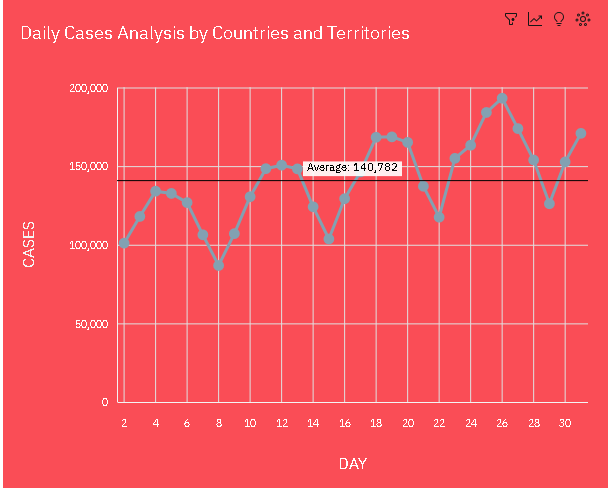 Daily Cases Analysis by Countries and Territories
200,000
150,000
100,000
50,000
0
Average: 140,782
CASES
2 4 6 8 10 12 14 16 18 20 22 24 26 28 30
DAY